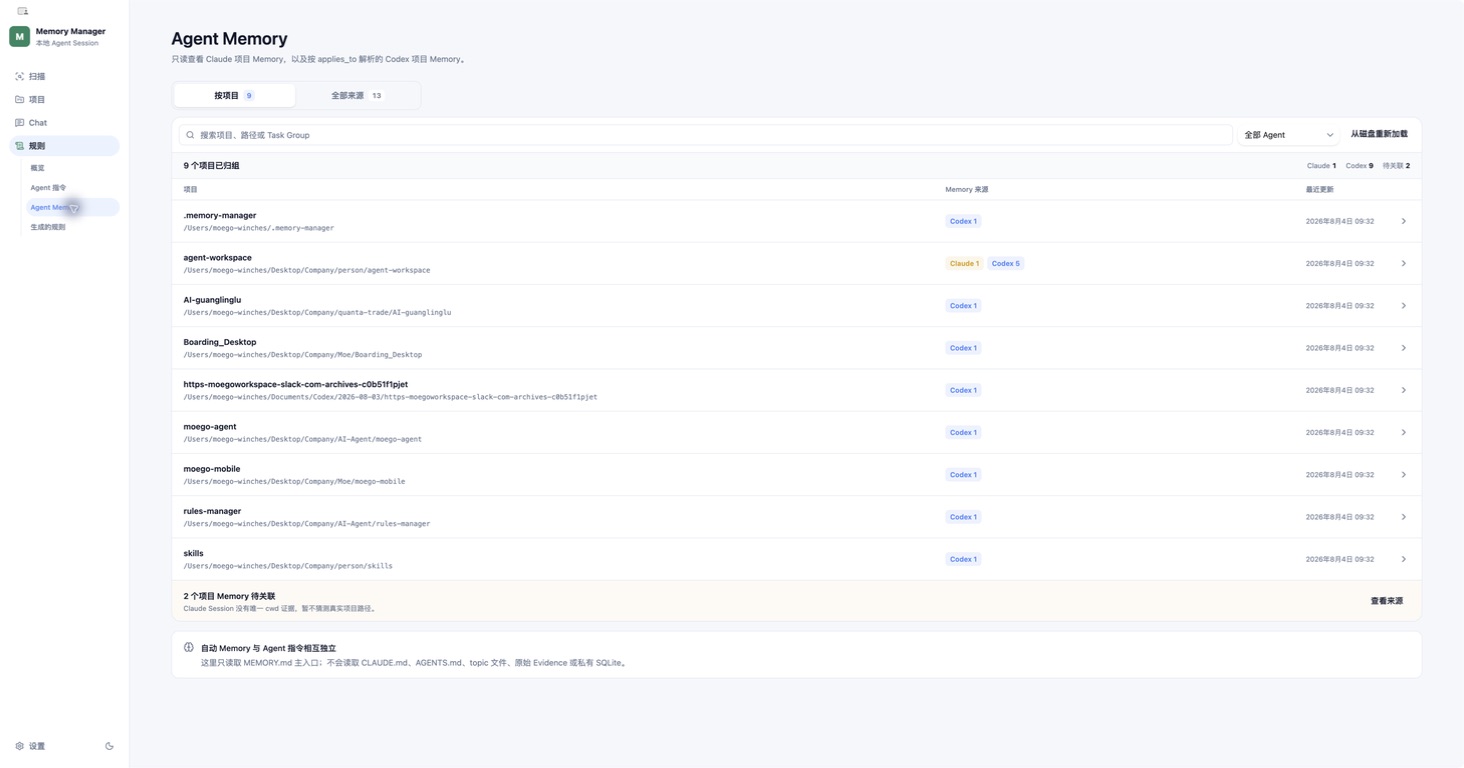 M
Memory Manager
本地 Agent Session
扫描
项目
Chat
规则
概览
Agent 指令
Agent Mem
生成的规则
设置
Agent Memory
只读查看 Claude 项目 Memory，以及按 applies_to 解析的 Codex 项目 Memory。
按项目 9
全部来源 13
搜索项目、路径或 Task Group
全部 Agent
从磁盘重新加载
9 个项目已归组
Claude 1 Codex 9 待关联 2
项目 Memory 来源 最近更新
.memory-manager
/Users/moego-winches/.memory-manager
Codex 1
2026年8月4日 09:32
agent-workspace
/Users/moego-winches/Desktop/Company/person/agent-workspace
Claude 1 Codex 5
2026年8月4日 09:32
AI-guanglinglu
/Users/moego-winches/Desktop/Company/quanta-trade/AI-guanglinglu
Codex 1
2026年8月4日 09:32
Boarding_Desktop
/Users/moego-winches/Desktop/Company/Moe/Boarding_Desktop
Codex 1
2026年8月4日 09:32
https-moegoworkspace-slack-com-archives-c0b51f1pjet
/Users/moego-winches/Documents/Codex/2026-08-03/https-moegoworkspace-slack-com-archives-c0b51f1pjet
Codex 1
2026年8月4日 09:32
moego-agent
/Users/moego-winches/Desktop/Company/AI-Agent/moego-agent
Codex 1
2026年8月4日 09:32
moego-mobile
/Users/moego-winches/Desktop/Company/Moe/moego-mobile
Codex 1
2026年8月4日 09:32
rules-manager
/Users/moego-winches/Desktop/Company/AI-Agent/rules-manager
Codex 1
2026年8月4日 09:32
skills
/Users/moego-winches/Desktop/Company/person/skills
Codex 1
2026年8月4日 09:32
2 个项目 Memory 待关联
Claude Session 没有唯一 cwd 证据，暂不猜测真实项目路径。
查看来源
自动 Memory 与 Agent 指令相互独立
这里只读取 MEMORY.md 主入口；不会读取 CLAUDE.md、AGENTS.md、topic 文件、原始 Evidence 或私有 SQLite。